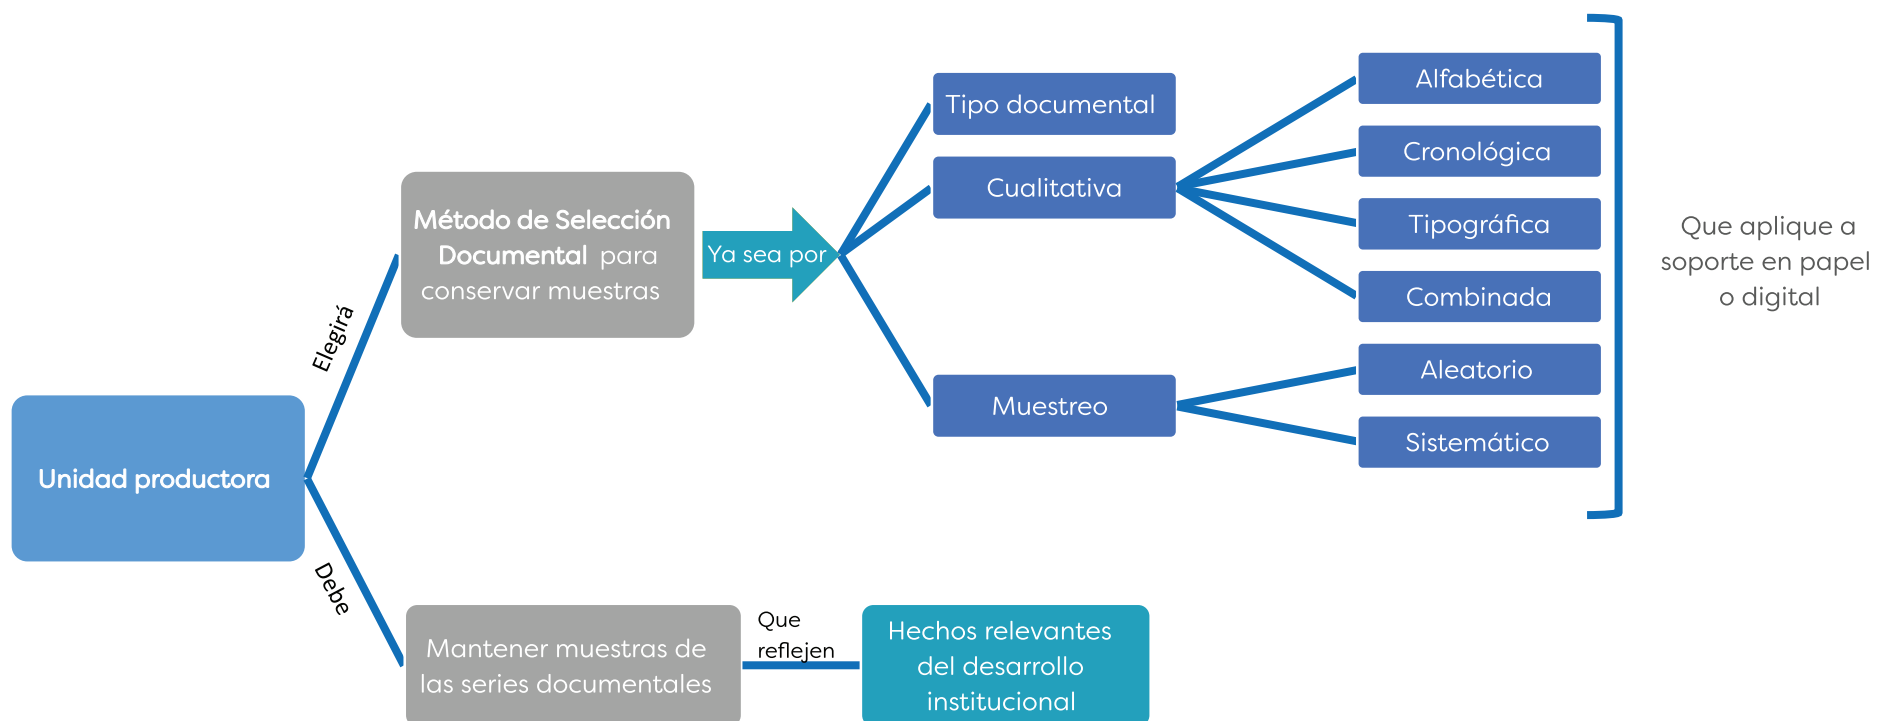 Unidad productora
Elegirá
Método de Selección
Documental para
conservar muestras
Ya sea por
Tipo documental
Cualitativa
Alfabética
Cronológica
Tipográfica
Combinada
Muestreo
Aleatorio
Sistemático
Que aplique a
soporte en papel
o digital
Debe
Mantener muestras de
las series documentales
Que
reflejen
Hechos relevantes
del desarrollo
institucional